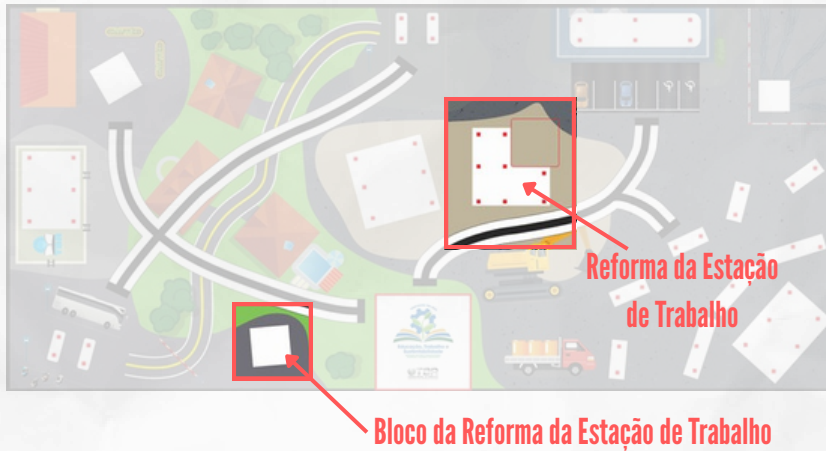 Reforma da Estação
de Trabalho
Bloco da Reforma da Estação de Trabalho